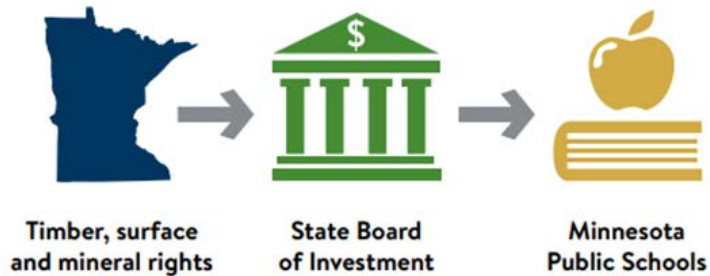 $
Timber, surface
and mineral rights
State Board
of Investment
Minnesota
Public Schools